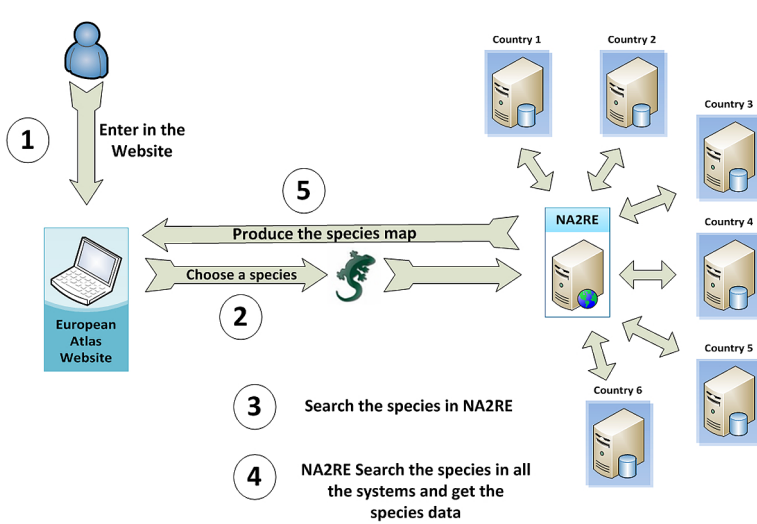 Country 1
Country 2
Country 3
1
Enter in the
Website
5
Produce the species map
NA2RE
Country 4
Choose a species
2
European
Atlas
Website
Country 5
Country 6
3
Search the species in NA2RE
4
NA2RE Search the species in all
the systems and get the
species data